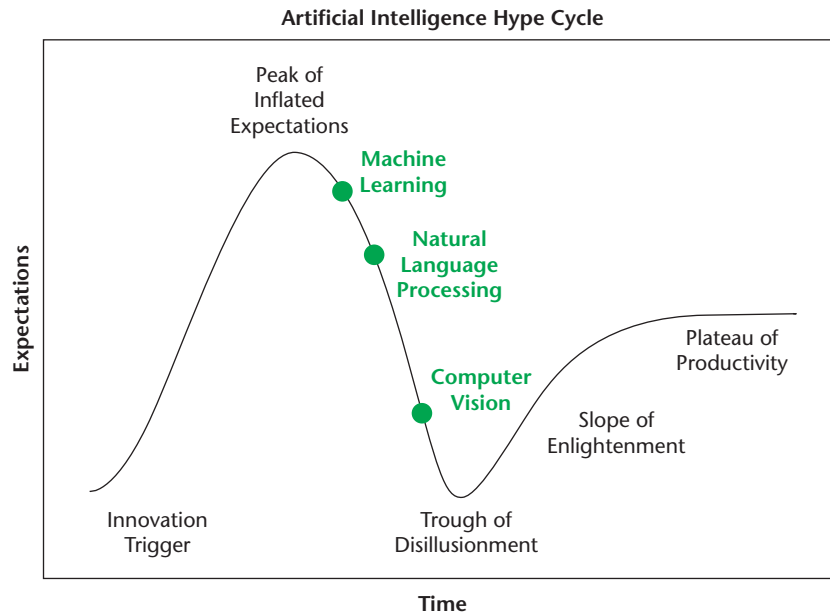 Artificial Intelligence Hype Cycle
Peak of
Inflated
Expectations
Machine
Learning
Natural
Language
Processing
Computer
Vision
Plateau of
Productivity
Slope of
Enlightenment
Innovation
Trigger
Trough of
Disillusionment
Expectations
Time